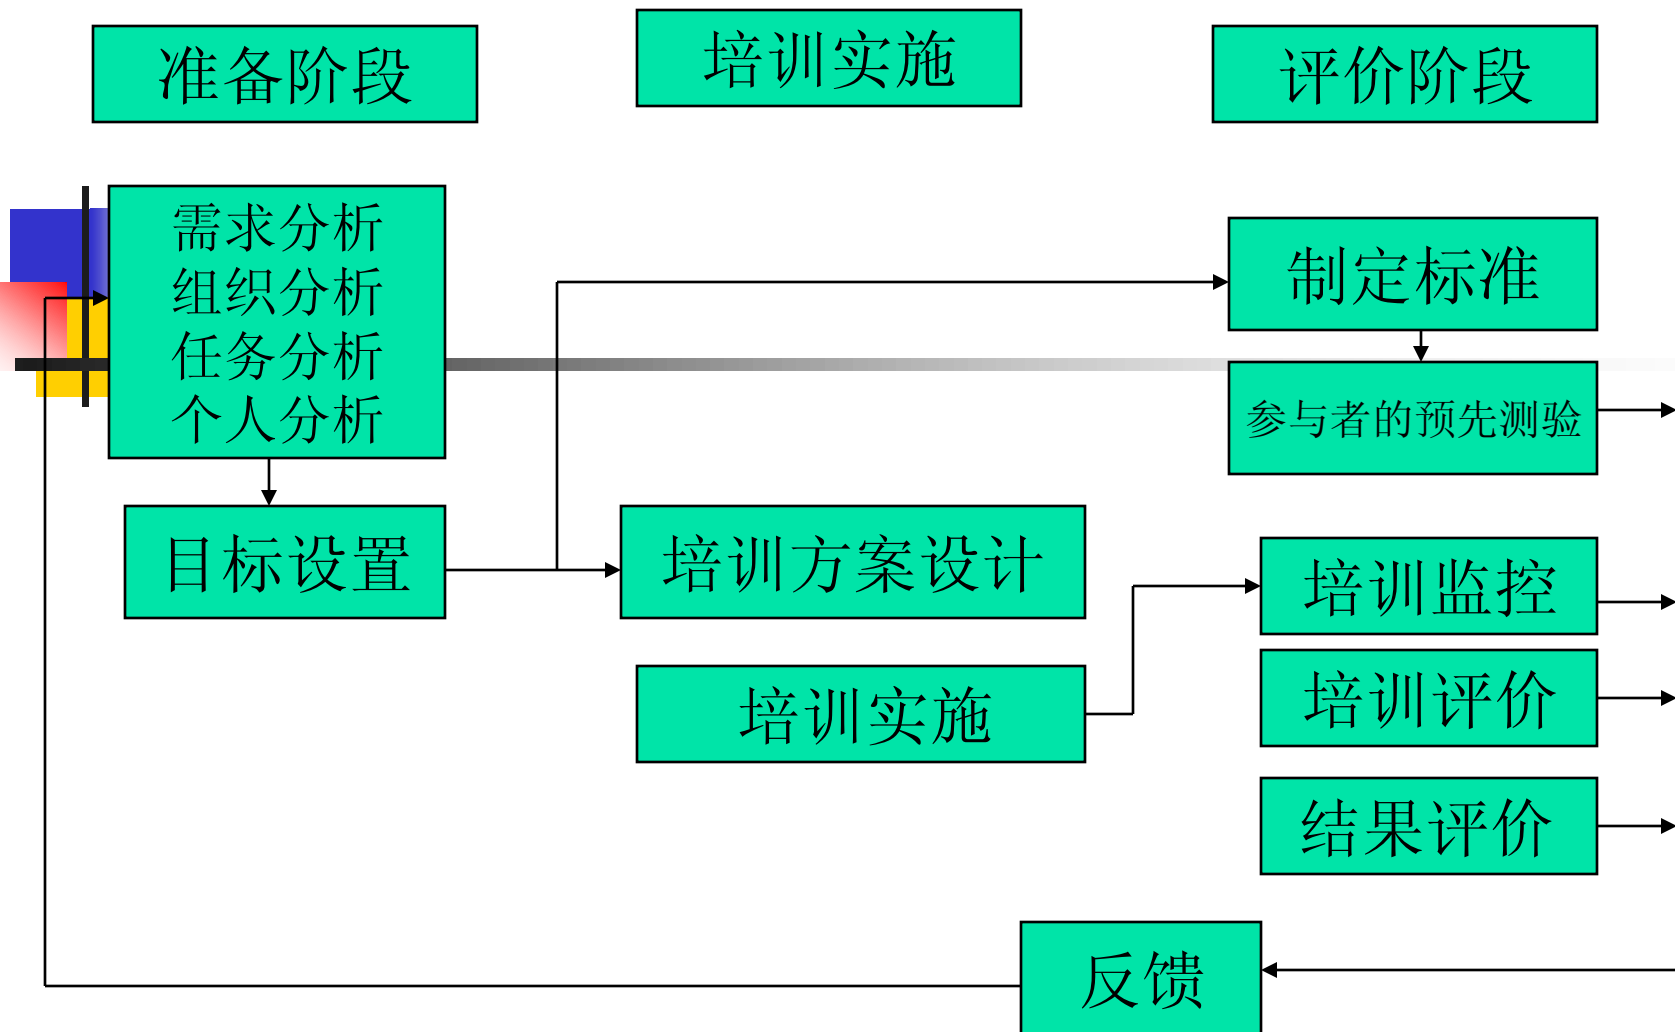 准备阶段
培训实施
评价阶段
需求分析
组织分析
任务分析
个人分析
制定标准
参与者的预先测验
目标设置
培训方案设计
培训监控
培训实施
培训评价
结果评价
反馈